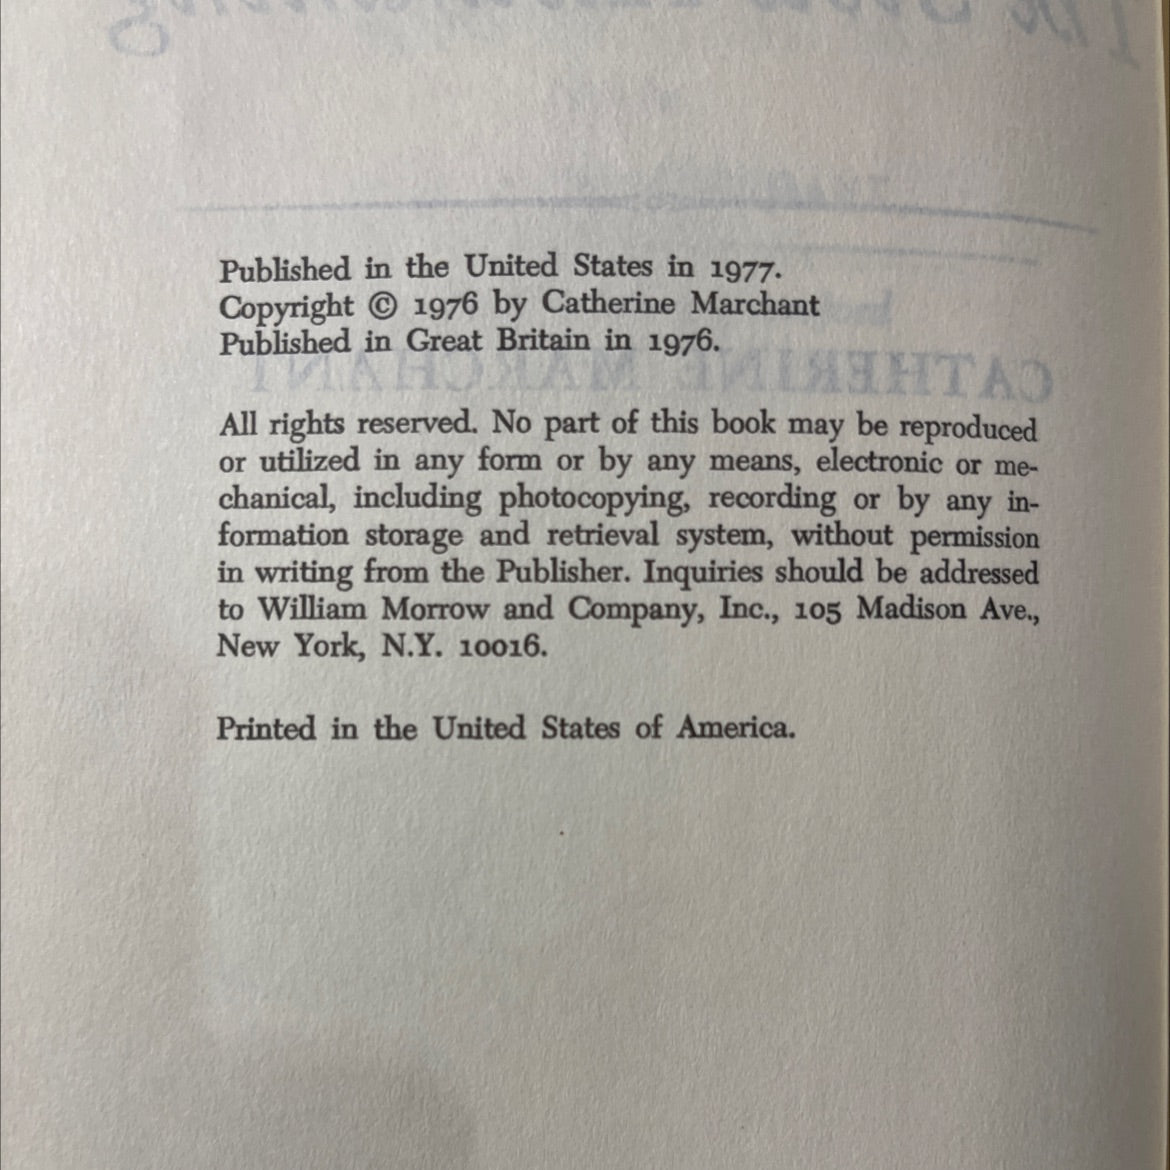 Published in the United States in 1977.
Copyright © 1976 by Catherine Marchant
Published in Great Britain in 1976.
CATHERINE MARCHANT
All rights reserved. No part of this book may be reproduced
or utilized in any form or by any means, electronic or me-
chanical, including photocopying, recording or by any in-
formation storage and retrieval system, without permission
in writing from the Publisher. Inquiries should be addressed
to William Morrow and Company, Inc., 105 Madison Ave.,
New York, N.Y. 10016.
Printed in the United States of America.